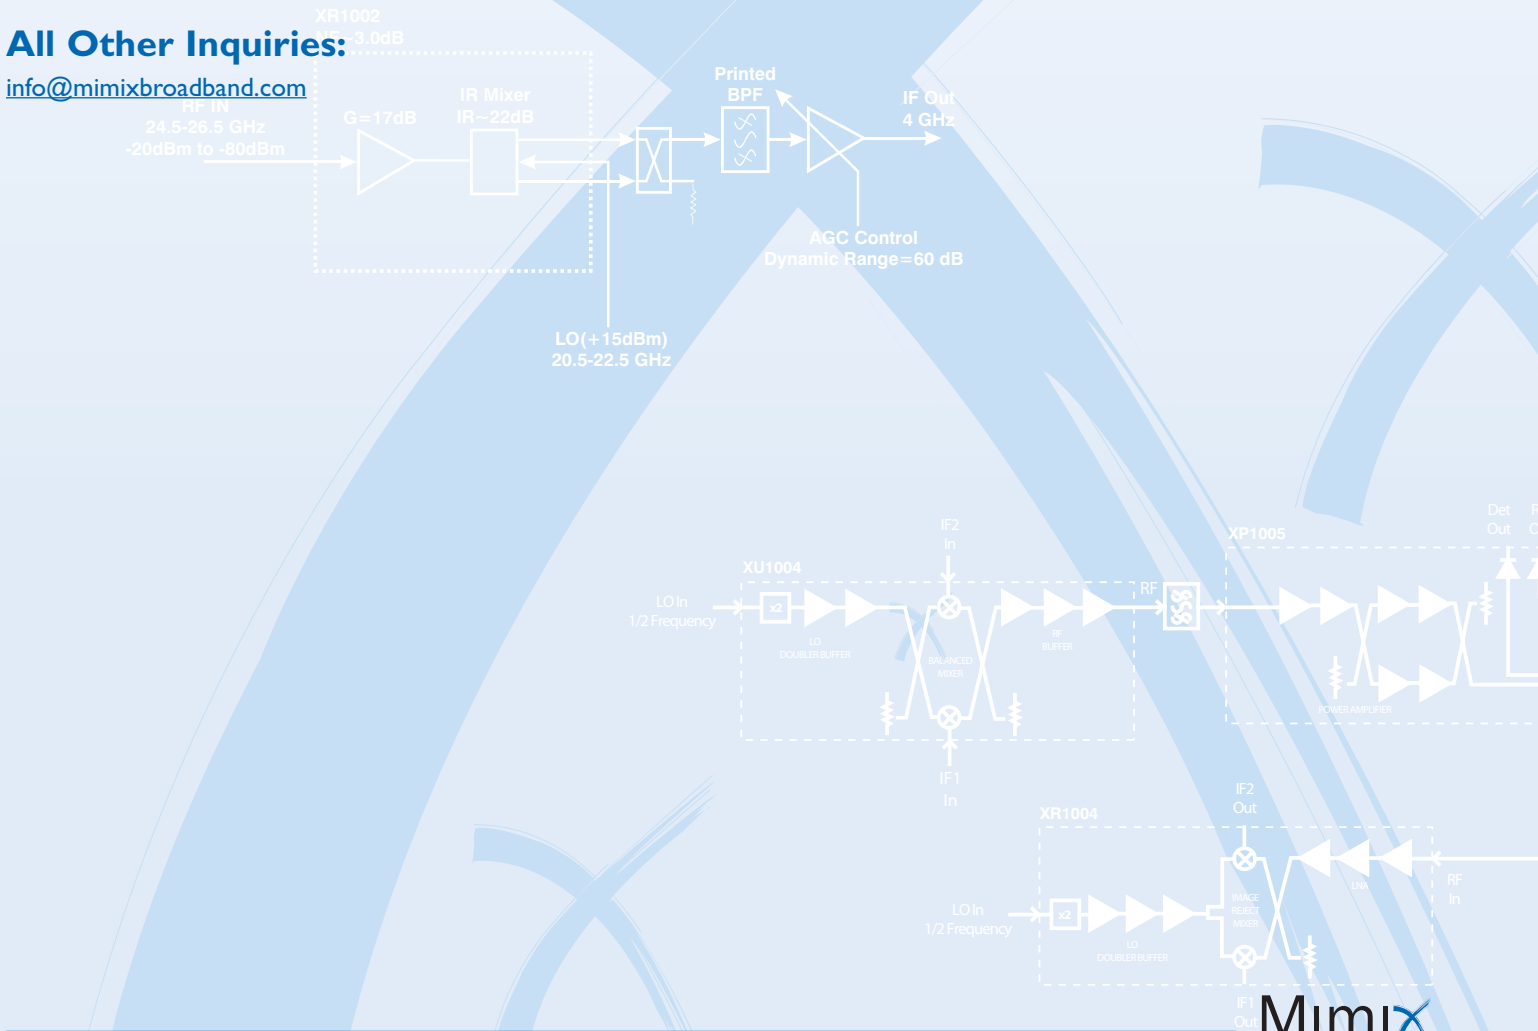 XR1002
NF~3.0dB
All Other Inquiries:
info@mimixbroadband.com
RF IN
24.5-26.5 GHz
-20dBm to -80dBm
G=17dB
IR Mixer
IR~22dB
Printed
BPF
IF Out
4 GHz
AGC Control
Dynamic Range=60 dB
LO(+15dBm)
20.5-22.5 GHz
XU1004
IF2
In
LO In
1/2 Frequency
x2
LO
DOUBLER BUFFER
BALANCED
MIXER
RF
BUFFER
RF
IF1
In
XP1005
Det
Out
POWER AMPLIFIER
XR1004
IF2
Out
LO In
1/2 Frequency
x2
LO
DOUBLER BUFFER
IMAGE
REJECT
MIXER
LNA
RF
In
IF1
Out
Mimix